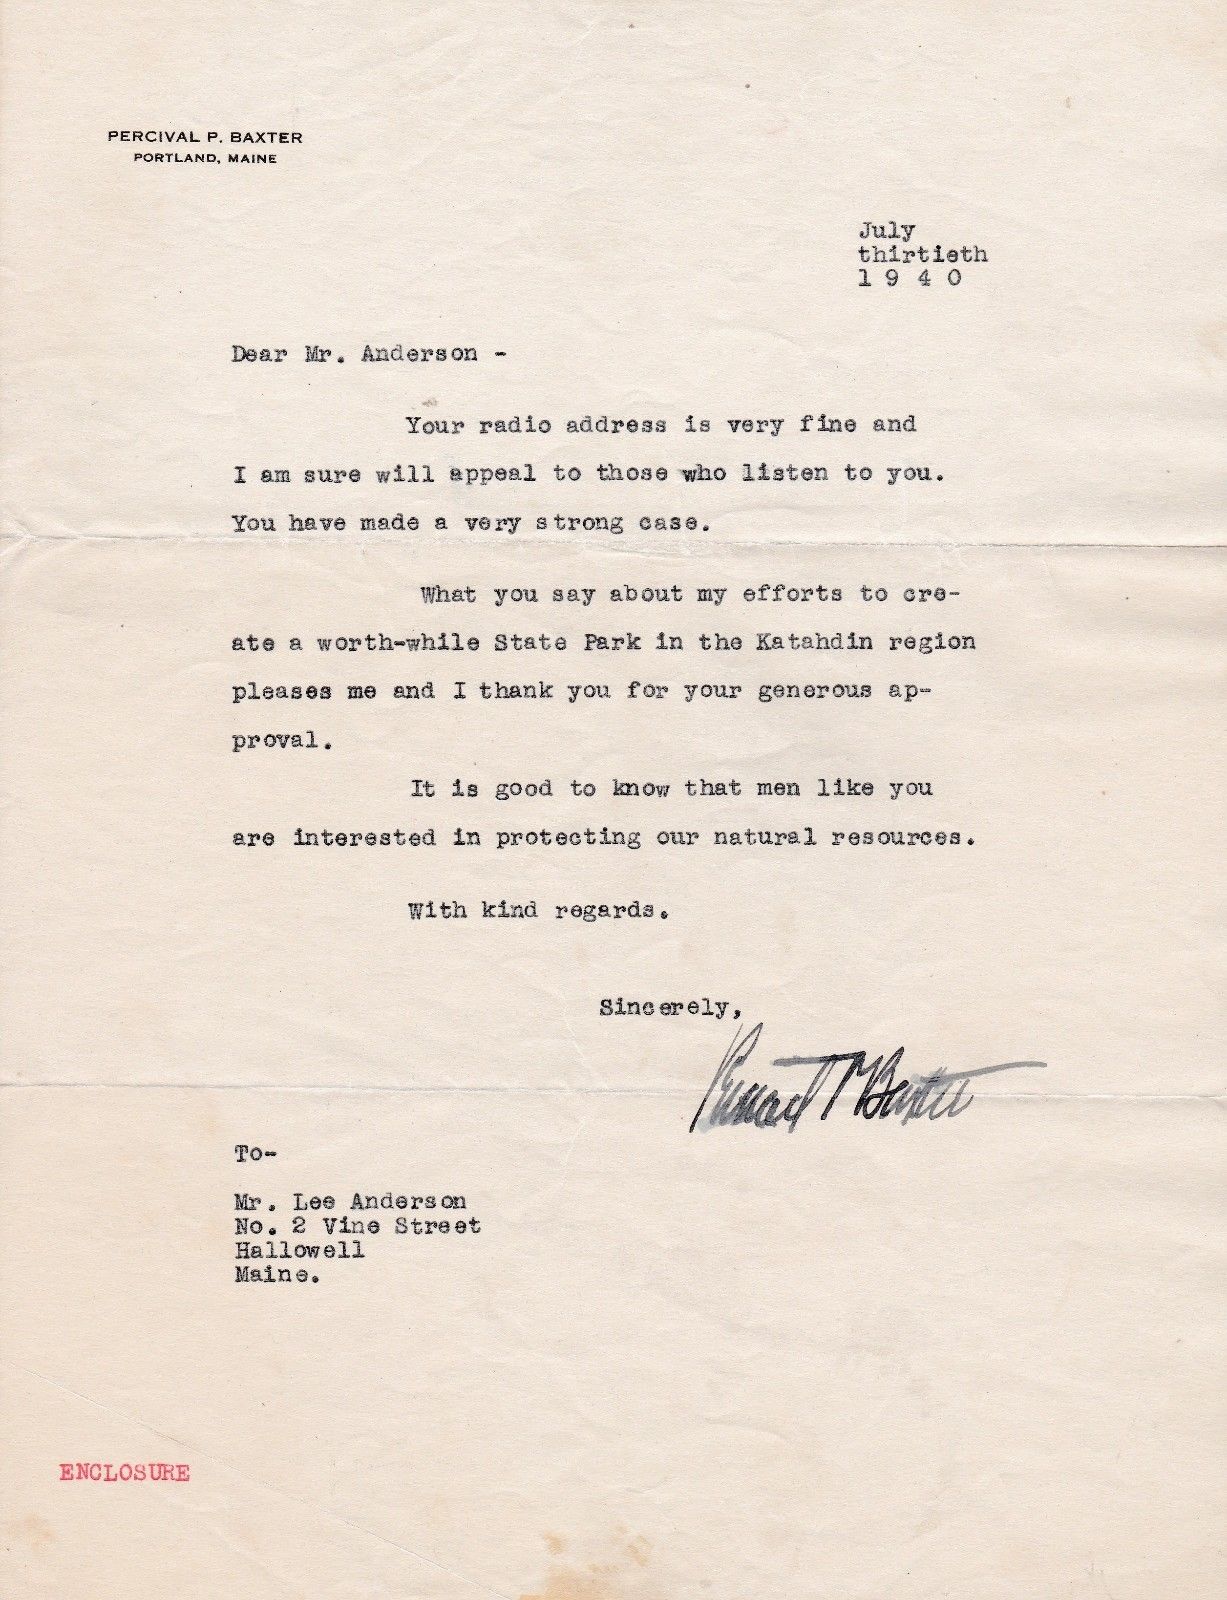 PERCIVAL P. BAXTER
PORTLAND, MAINE
July
thirtieth
1 9 4 0
Dear Mr. Anderson -
Your radio address is very fine and
I am sure will appeal to those who listen to you.
You have made a very strong case.
What you say about my efforts to cre-
ate a worth-while State Park in the Katahdin region
pleases me and I thank you for your generous ap-
proval.
It is good to know that men like you
are interested in protecting our natural resources.
With kind regards.
Sincerely,
Percival P Baxter
To-
Mr. Lee Anderson
No. 2 Vine Street
Hallowell
Maine.
ENCLOSURE